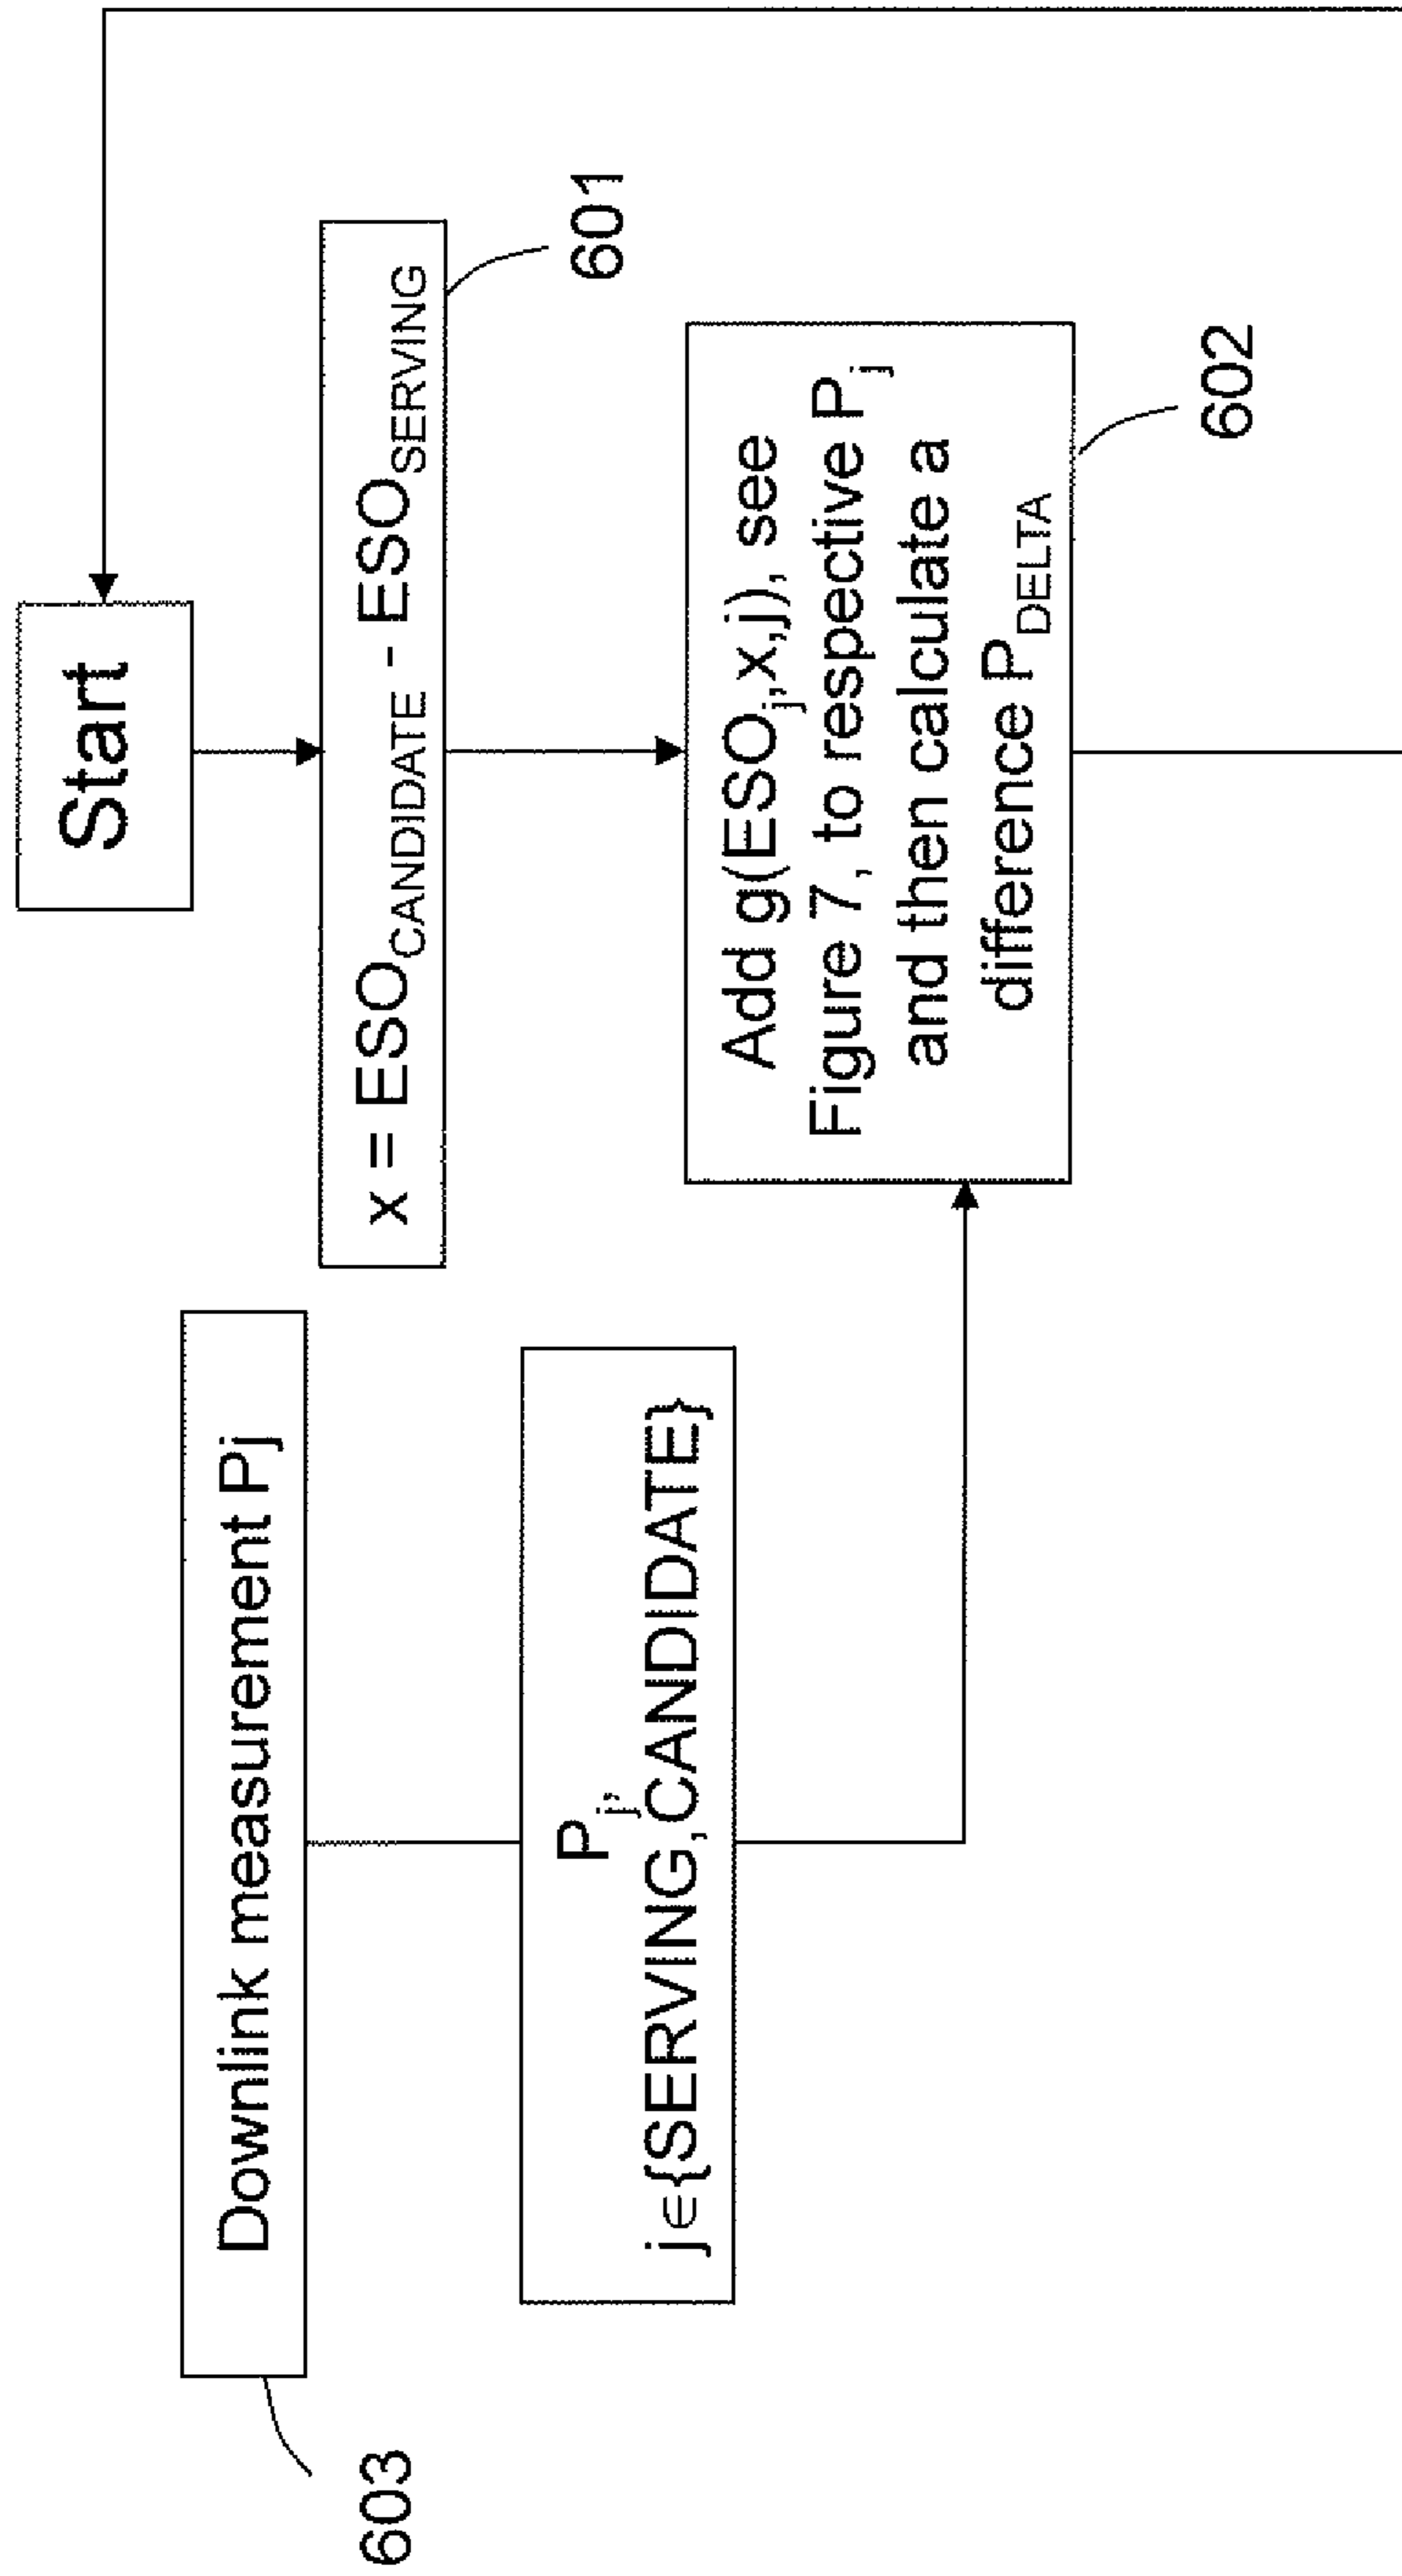 Start
x = ESO_CANDIDATE - ESO_SERVING
601
Add g(ESO_j,x,j), see
Figure 7, to respective P_j
and then calculate a
difference P_DELTA
602
Downlink measurement Pj
603
P_j,
j∈{SERVING,CANDIDATE}